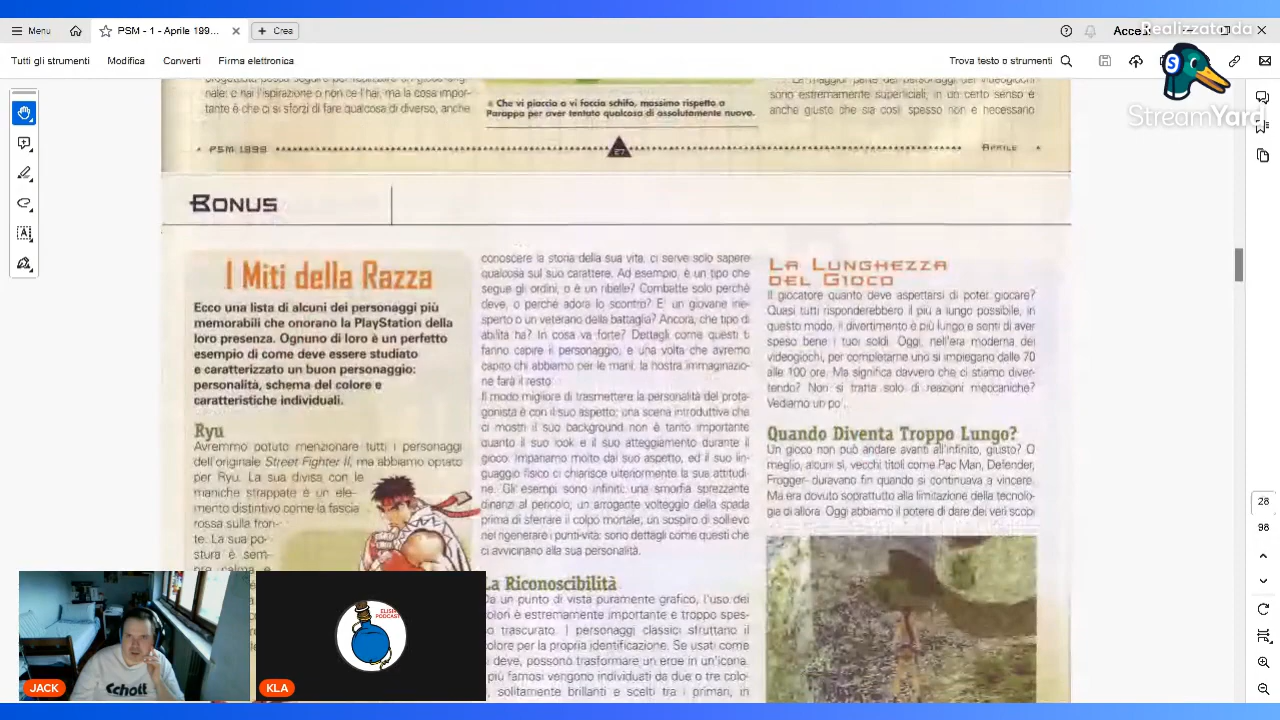 Menu
PSM - 1 - Aprile 199...
Crea
Acce
Realizzato da
StreamYard
Tutti gli strumenti
Modifica
Converti
Firma elettronica
Trova testo o strumenti
nale: o hai l'ispirazione o non ce l'hai, ma la cosa impor-
tante è che ci si sforzi di fare qualcosa di diverso, anche
Che vi piaccia o vi faccia schifo, massimo rispetto a
Parappa per aver tentato qualcosa di assolutamente nuovo.
sono estremamente superficiali, in un certo senso è
anche giusto che sia così, spesso non è necessario
PSM 1999
27
Aprile
Bonus
I Miti della Razza
Ecco una lista di alcuni dei personaggi più
memorabili che onorano la PlayStation della
loro presenza. Ognuno di loro è un perfetto
esempio di come deve essere studiato
e caratterizzato un buon personaggio:
personalità, schema del colore e
caratteristiche individuali.
Ryu
Avremmo potuto menzionare tutti i personaggi
dell'originale Street Fighter II, ma abbiamo optato
per Ryu. La sua divisa con le
maniche strappate è un ele-
mento distintivo come la fascia
rossa sulla fron-
te. La sua po-
stura è sem-
pre calma e
conoscere la storia della sua vita, ci serve solo sapere
qualcosa sul suo carattere. Ad esempio, è un tipo che
segue gli ordini, o è un ribelle? Combatte solo perchè
deve, o perchè adora lo scontro? E' un giovane ine-
sperto o un veterano della battaglia? Ancora, che tipo di
abilità ha? In cosa va forte? Dettagli come questi ti
fanno capire il personaggio, e una volta che avremo
capito chi abbiamo per le mani, la nostra immaginazio-
ne farà il resto.
Il modo migliore di trasmettere la personalità del prota-
gonista è con il suo aspetto; una scena introduttiva che
ci mostri il suo background non è tanto importante
quanto il suo look e il suo atteggiamento durante il
gioco. Impariamo molto dal suo aspetto, ed il suo lin-
guaggio fisico ci chiarisce ulteriormente la sua attitudi-
ne. Gli esempi sono infiniti: una smorfia sprezzante
dinanzi al pericolo, un arrogante volteggio della spada
prima di sferrare il colpo mortale, un sospiro di sollievo
nel rigenerare i punti-vita: sono dettagli come questi che
ci avvicinano alla sua personalità.
La Riconoscibilità
Da un punto di vista puramente grafico, l'uso dei
colori è estremamente importante e troppo spes-
so trascurato. I personaggi classici sfruttano il
colore per la propria identificazione. Se usati come
si deve, possono trasformare un eroe in un'icona.
I più famosi vengono individuati da due o tre colo-
solitamente brillanti e scelti tra i primari, in
La Lunghezza
del Gioco
Il giocatore quanto deve aspettarsi di poter giocare?
Quasi tutti risponderebbero il più a lungo possibile, in
questo modo, il divertimento è più lungo e senti di aver
speso bene i tuoi soldi. Oggi, nell'era moderna dei
videogiochi, per completarne uno si impiegano dalle 70
alle 100 ore. Ma significa davvero che ci stiamo diver-
tendo? Non si tratta solo di reazioni meccaniche?
Vediamo un po'...
Quando Diventa Troppo Lungo?
Un gioco non può andare avanti all'infinito, giusto? O
meglio, alcuni sì, vecchi titoli come Pac Man, Defender,
Frogger duravano fin quando si continuava a vincere.
Ma era dovuto soprattutto alla limitazione della tecnolo-
gia di allora. Oggi abbiamo il potere di dare dei veri scopi
28
98
Schott
JACK
PODCAST
KLA